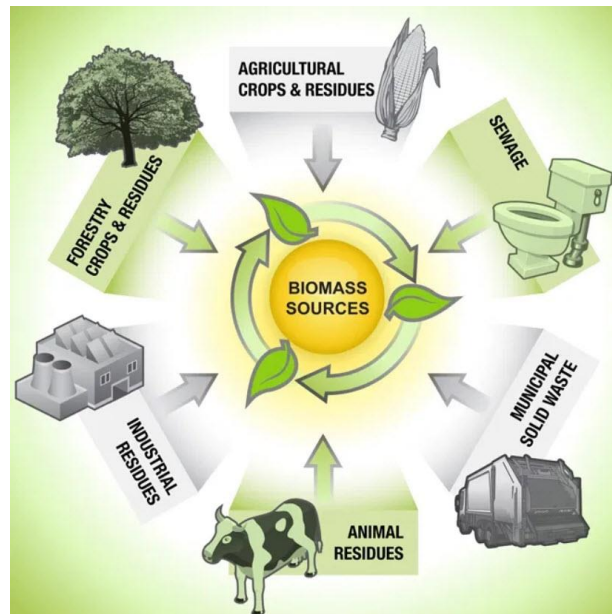 AGRICULTURAL
CROPS & RESIDUES
SEWAGE
FORESTRY
CROPS & RESIDUES
BIOMASS
SOURCES
INDUSTRIAL
RESIDUES
MUNICIPAL
SOLID WASTE
ANIMAL
RESIDUES